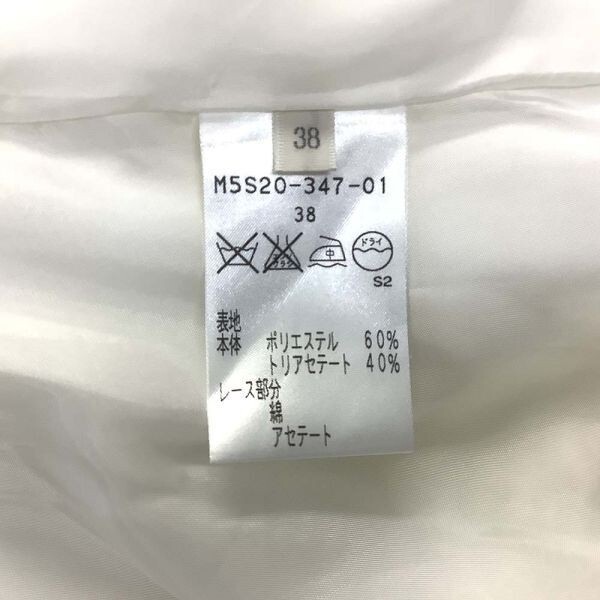 38
M5S20-347-01
38
中 ドライ
S2
表地
本体 ポリエステル 60%
トリアセテート 40%
レース部分
綿
アセテート